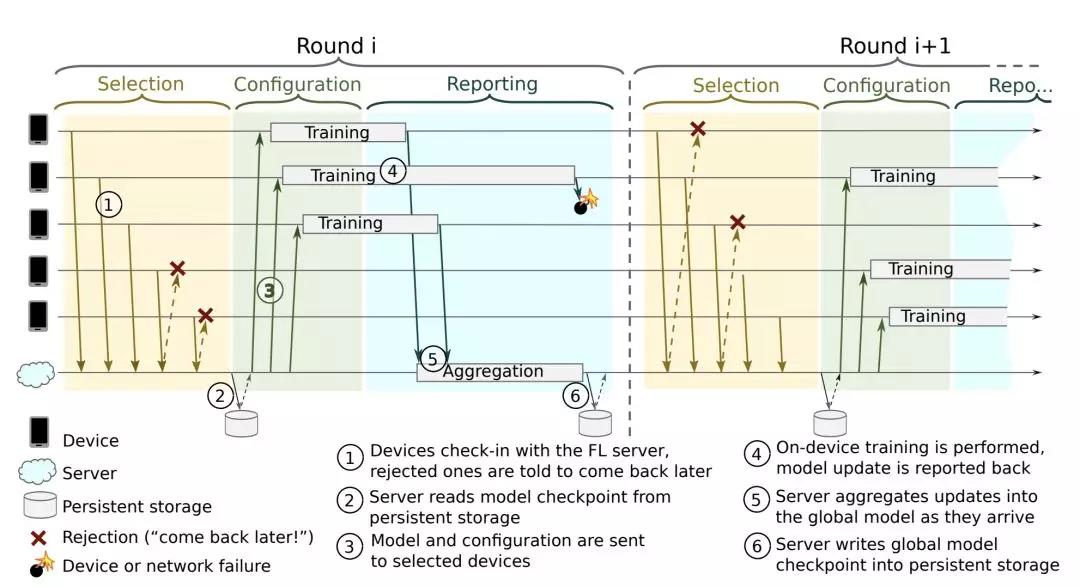 Round i
Round i+1
Selection
Configuration
Reporting
Selection
Configuration
Repo...
Training
Training
4
Training
1
3
Training
Training
Training
5
Aggregation
2
6
Device
Server
Persistent storage
Rejection (“come back later!”)
Device or network failure
1 Devices check-in with the FL server,
rejected ones are told to come back later
2 Server reads model checkpoint from
persistent storage
3 Model and configuration are sent
to selected devices
4 On-device training is performed,
model update is reported back
5 Server aggregates updates into
the global model as they arrive
6 Server writes global model
checkpoint into persistent storage